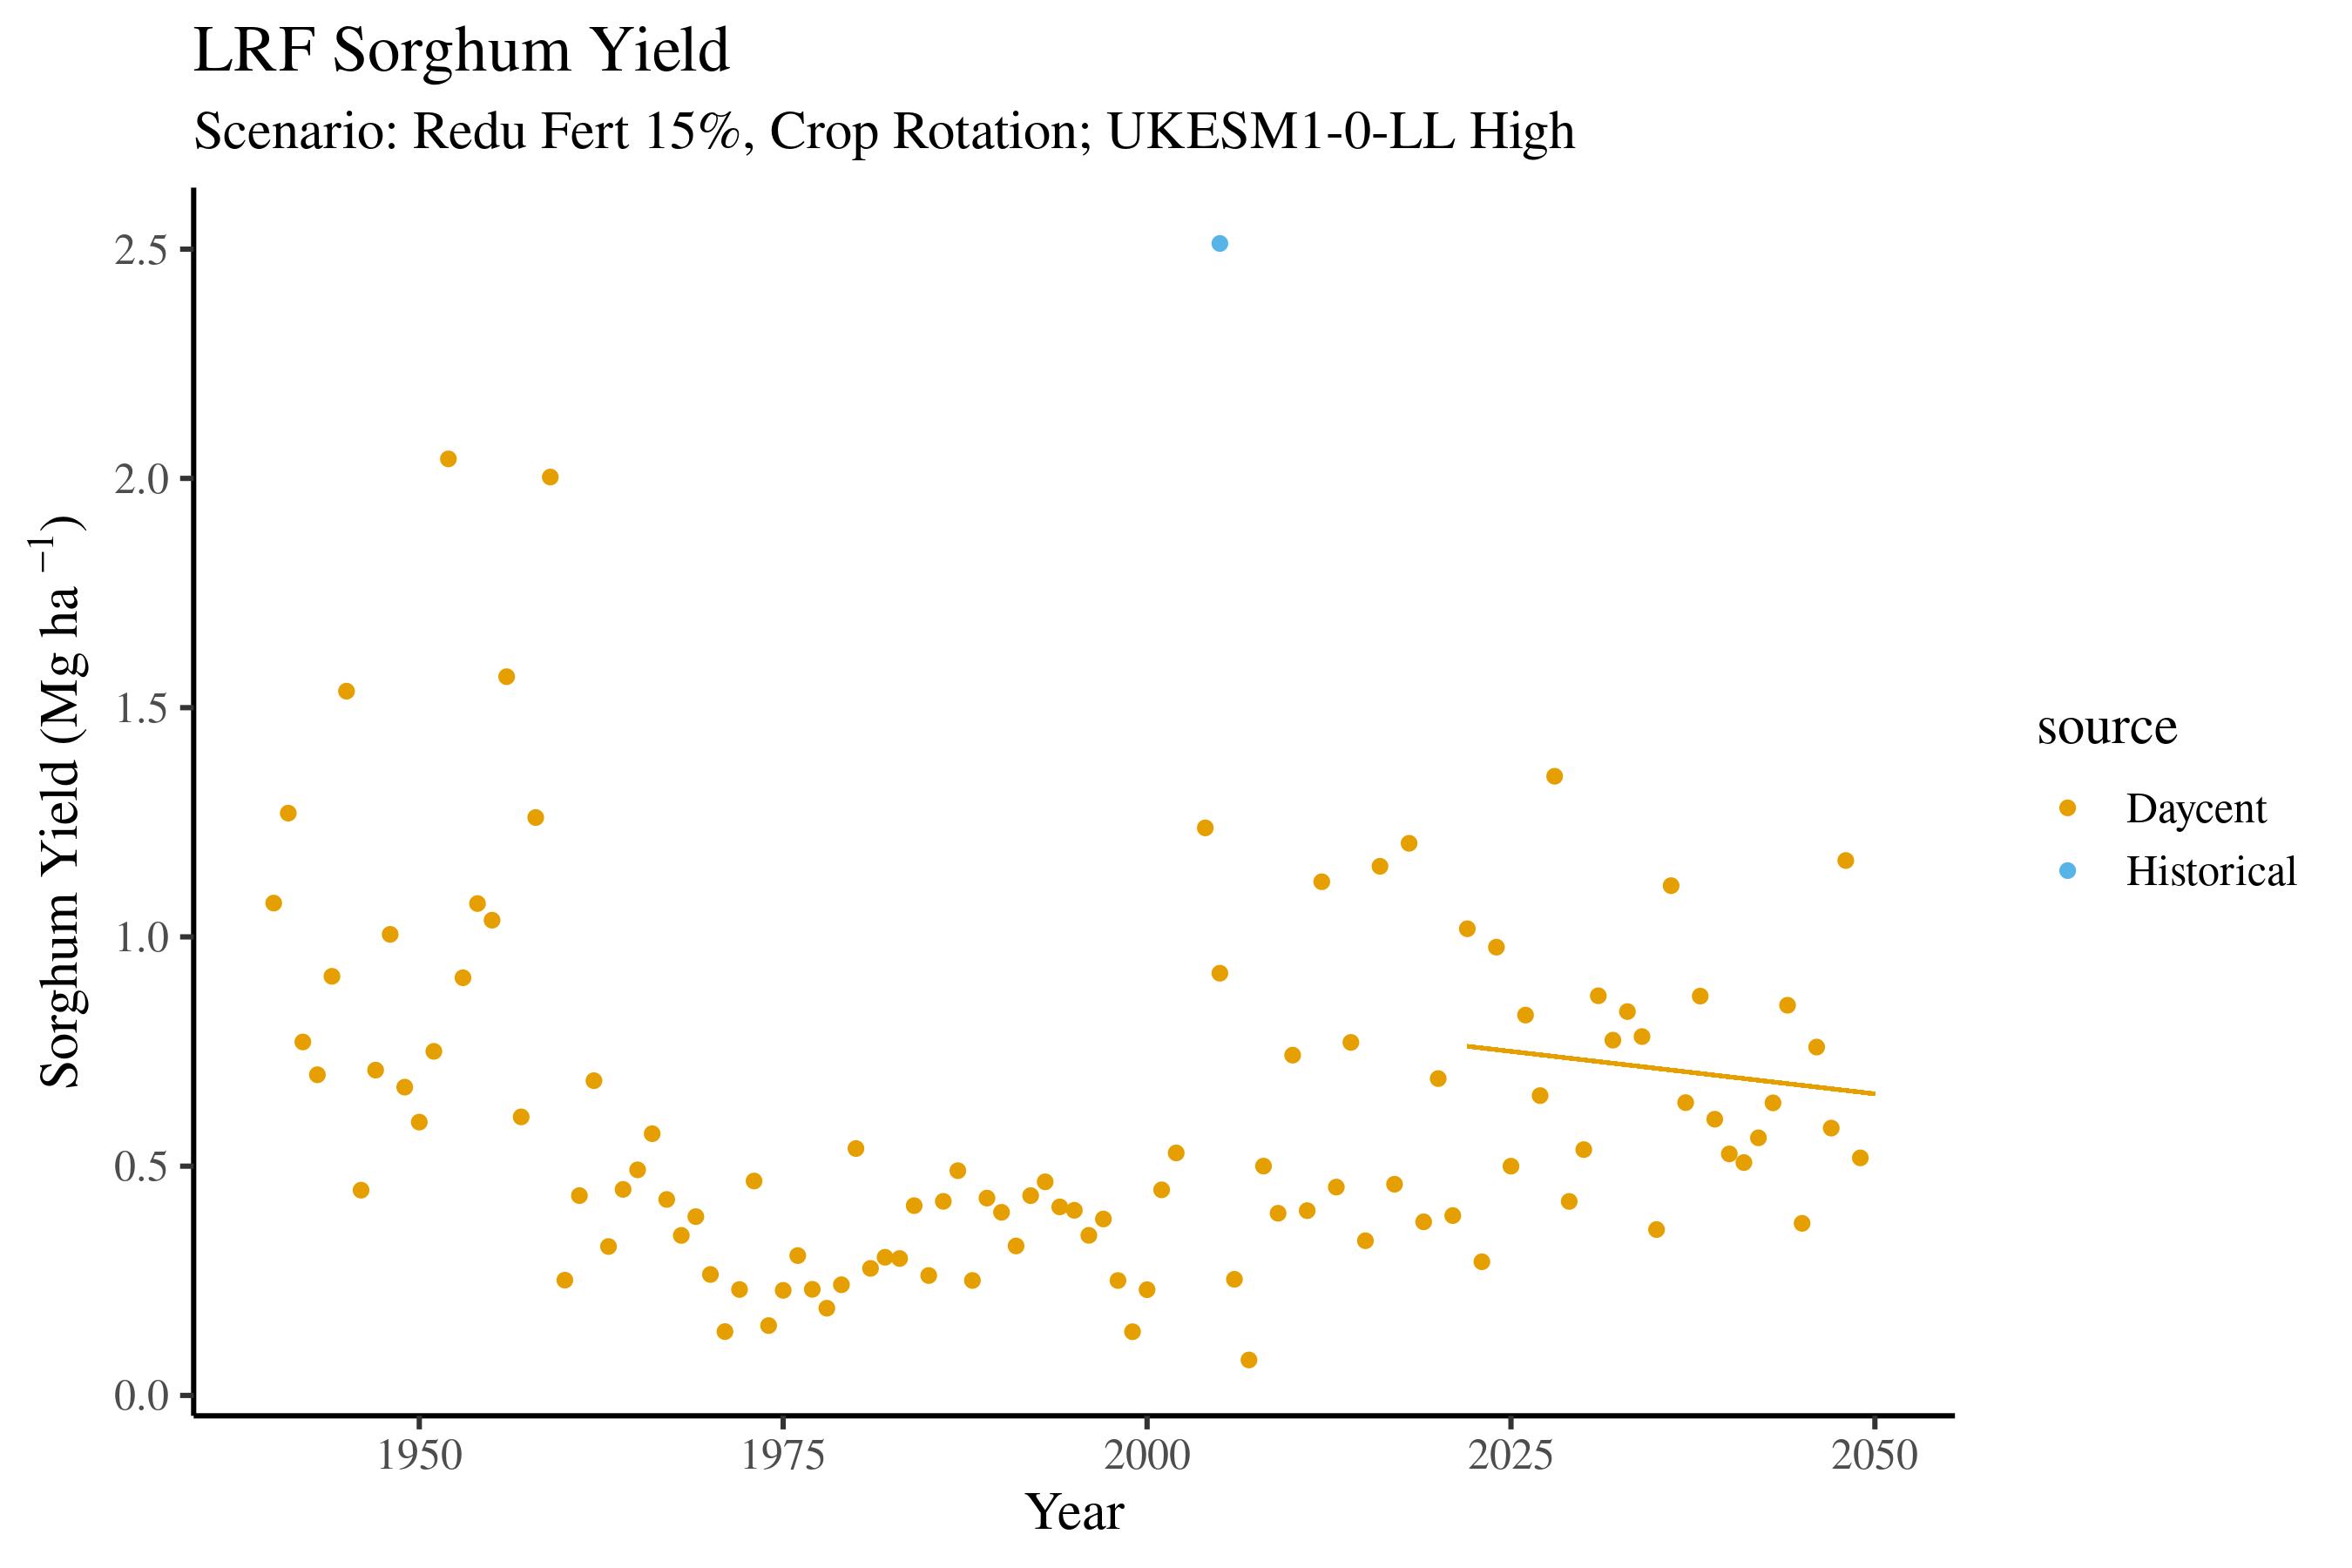 LRF Sorghum Yield
Scenario: Redu Fert 15%, Crop Rotation; UKESM1-0-LL High
Sorghum Yield (Mg ha −1)
2.5
2.0
1.5
1.0
0.5
0.0
1950 1975 2000 2025 2050
Year
source
Daycent
Historical